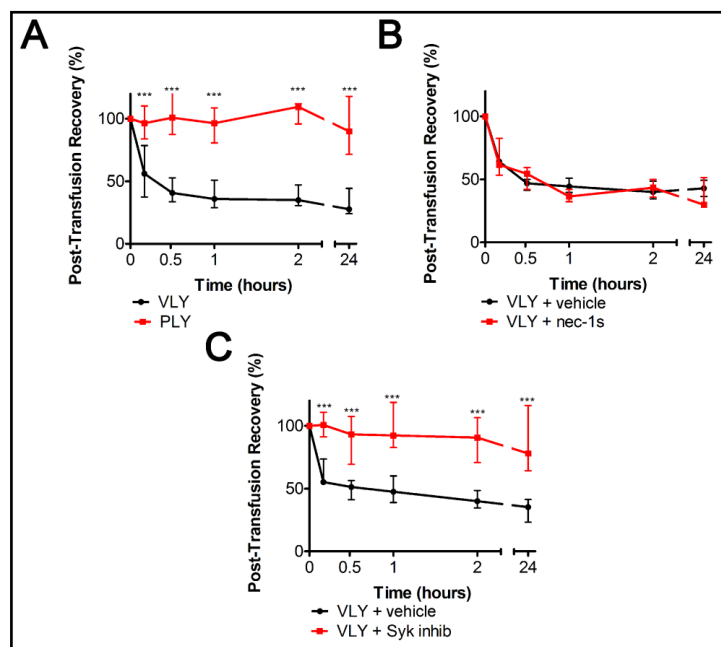 A
Post-Transfusion Recovery (%)
*** *** *** *** ***
100
50
0
0 0.5 1 2 24
Time (hours)
VLY
PLY
B
Post-Transfusion Recovery (%)
100
50
0
0 0.5 1 2 24
Time (hours)
VLY + vehicle
VLY + nec-1s
C
Post-Transfusion Recovery (%)
*** *** *** *** ***
100
50
0
0 0.5 1 2 24
Time (hours)
VLY + vehicle
VLY + Syk inhib